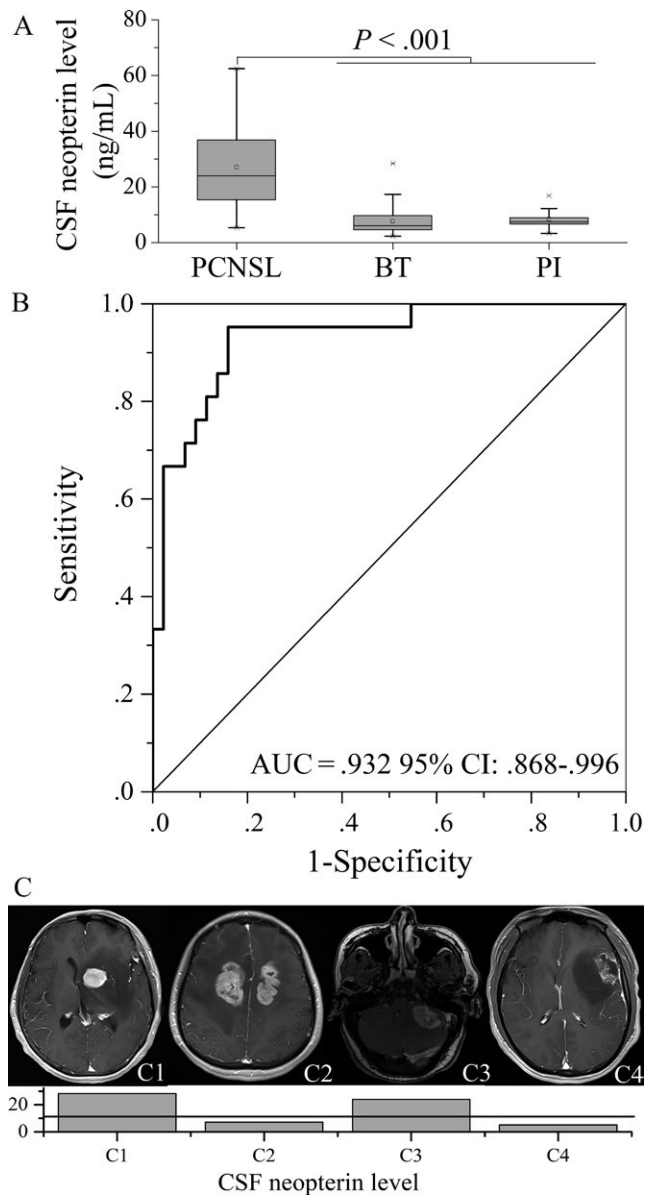 A
80
P < .001
60
40
20
0
CSF neopterin level
(ng/mL)
PCNSL BT PI
B
1.0
.8
.6
.4
.2
.0
Sensitivity
AUC = .932 95% CI: .868-.996
.0 .2 .4 .6 .8 1.0
1-Specificity
C
C1 C2 C3 C4
20
0
C1 C2 C3 C4
CSF neopterin level